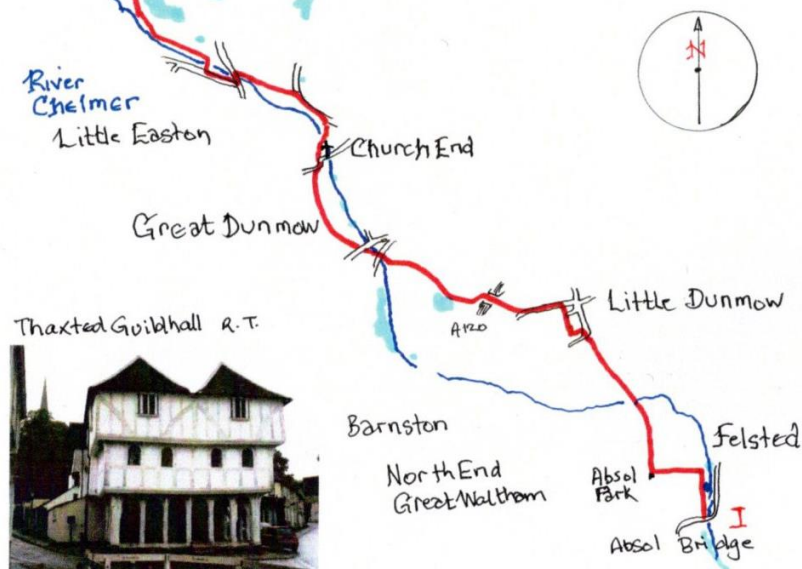 N
River
Chelmer
Little Easton
Church End
Great Dunmow
Little Dunmow
A120
Thaxted Guildhall R.T.
Barnston
Felsted
North End
Great Waltham
Absol
Park
I
Absol Bridge